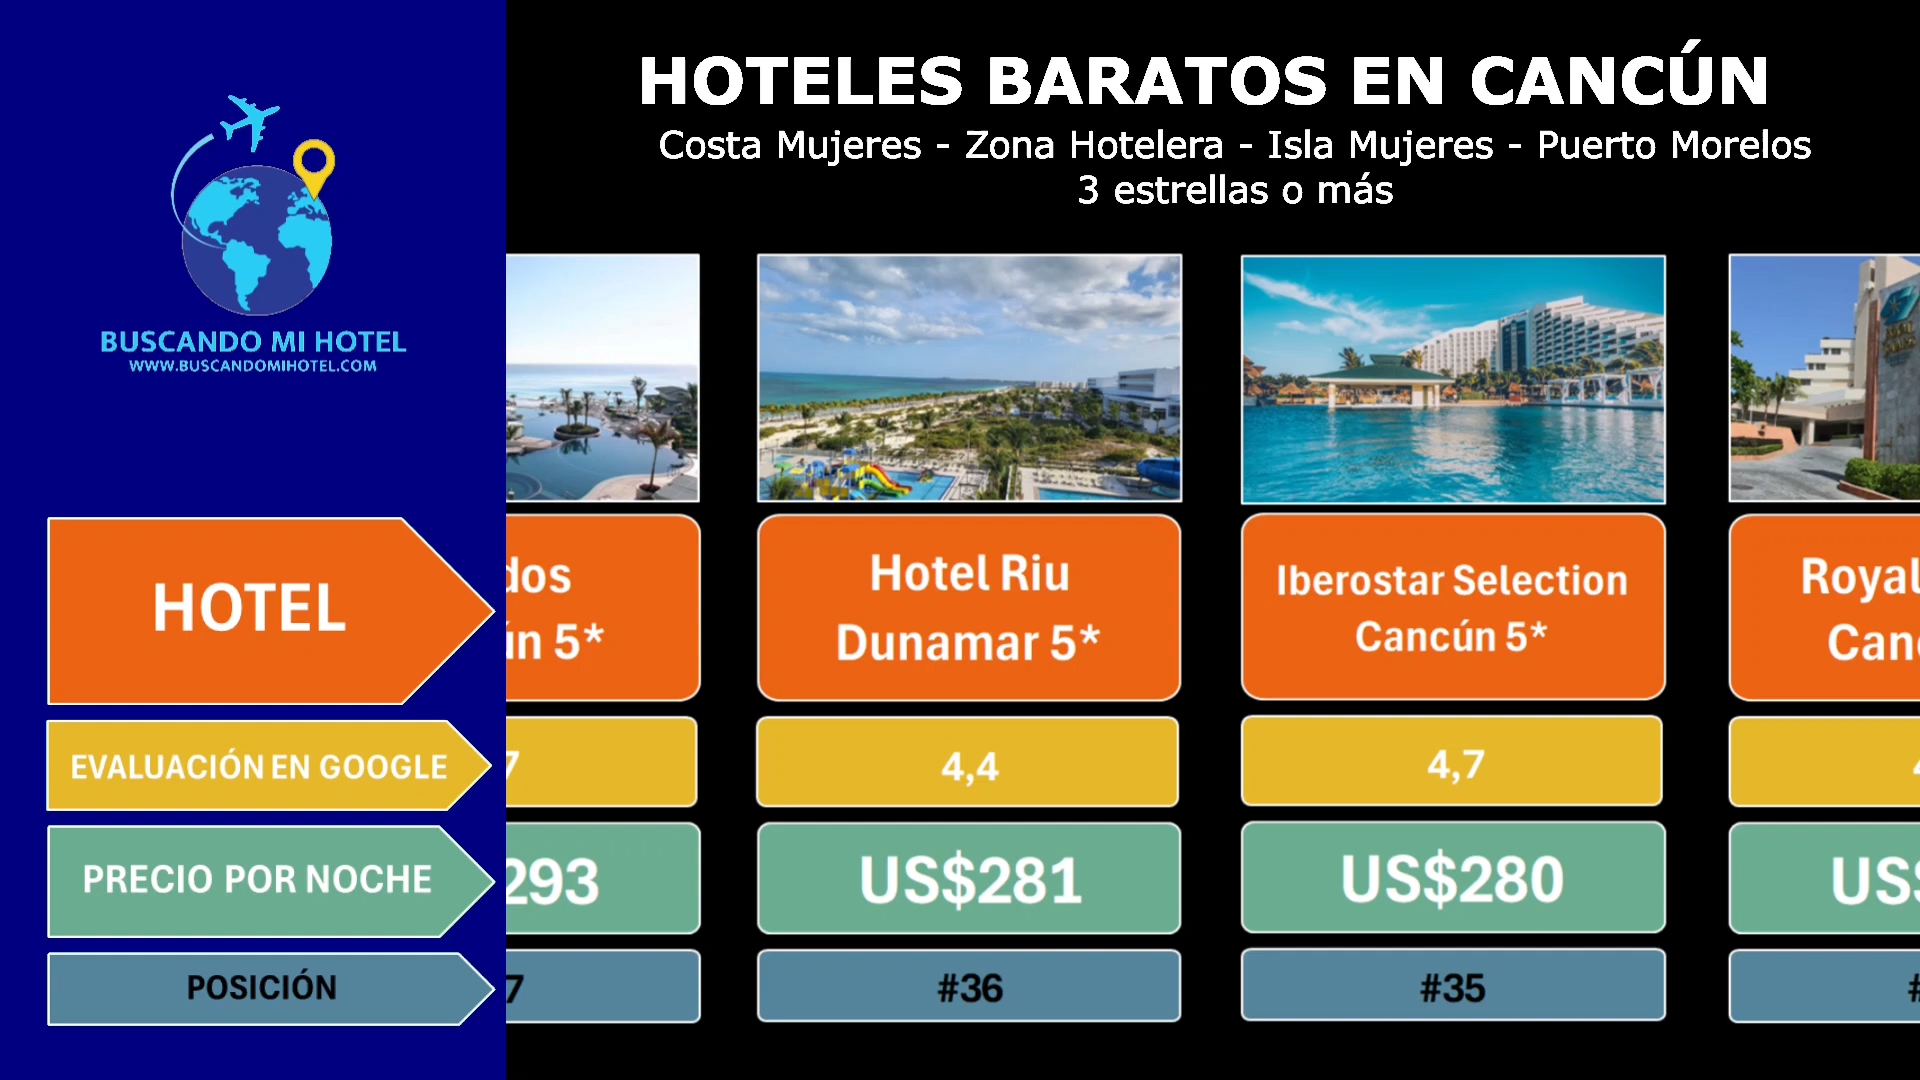 HOTELES BARATOS EN CANCÚN
Costa Mujeres - Zona Hotelera - Isla Mujeres - Puerto Morelos
3 estrellas o más
BUSCANDO MI HOTEL
WWW.BUSCANDOMIHOTEL.COM
HOTEL
dos
ún 5*
Hotel Riu
Dunamar 5*
Iberostar Selection
Cancún 5*
Royal
Canc
EVALUACIÓN EN GOOGLE
7
4,4
4,7
PRECIO POR NOCHE
293
US$281
US$280
US$
POSICIÓN
7
#36
#35
#